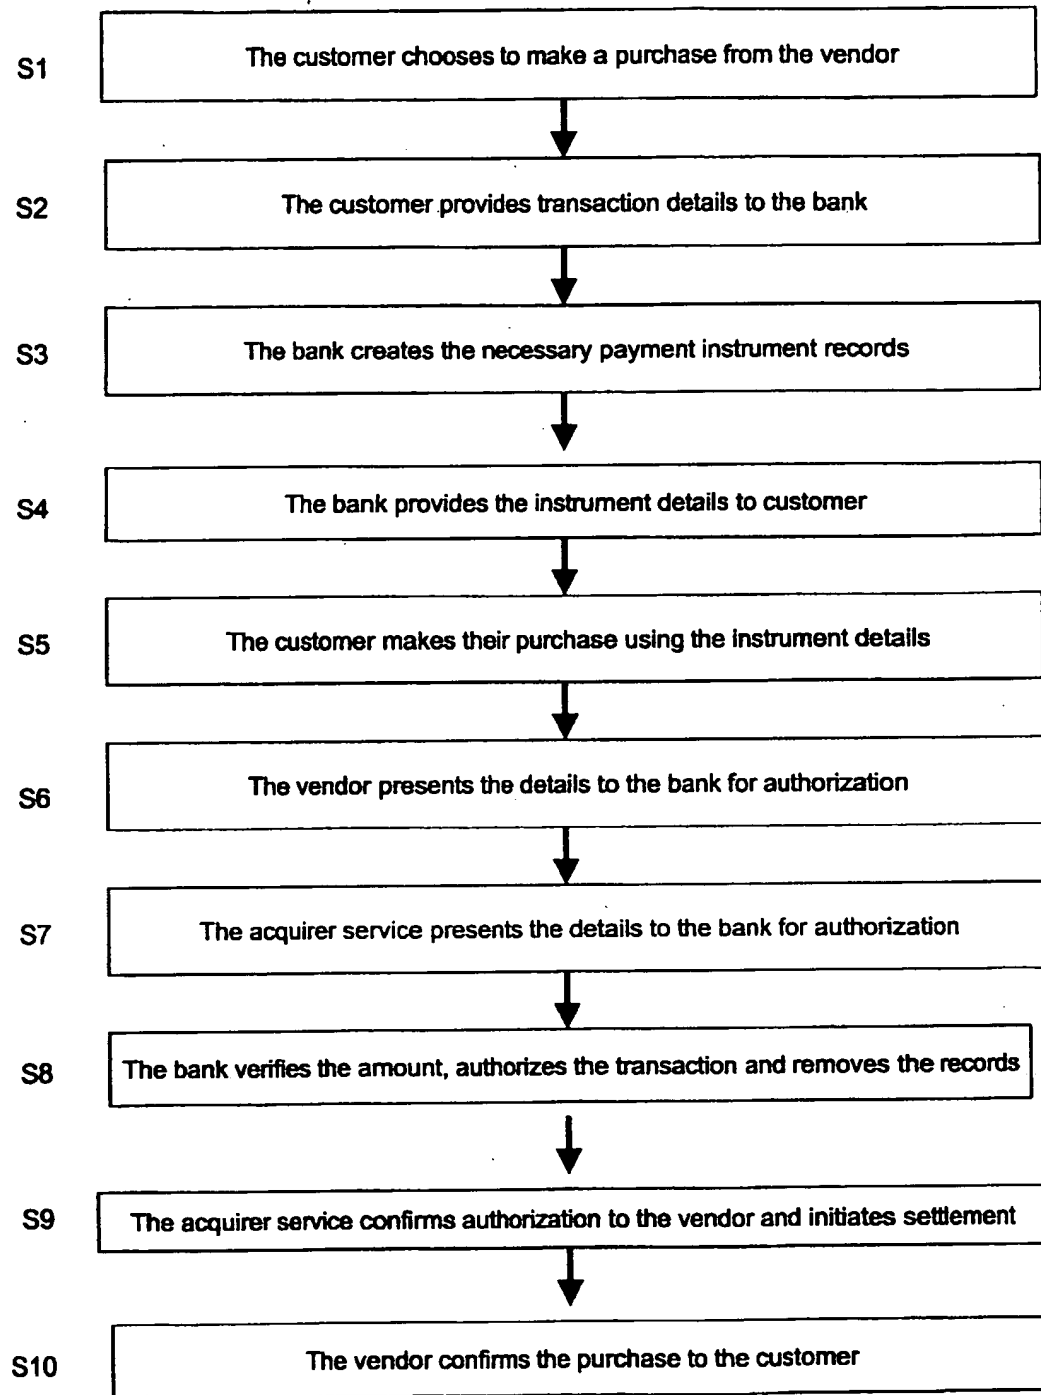 S1 The customer chooses to make a purchase from the vendor
S2 The customer provides transaction details to the bank
S3 The bank creates the necessary payment instrument records
S4 The bank provides the instrument details to customer
S5 The customer makes their purchase using the instrument details
S6 The vendor presents the details to the bank for authorization
S7 The acquirer service presents the details to the bank for authorization
S8 The bank verifies the amount, authorizes the transaction and removes the records
S9 The acquirer service confirms authorization to the vendor and initiates settlement
S10 The vendor confirms the purchase to the customer